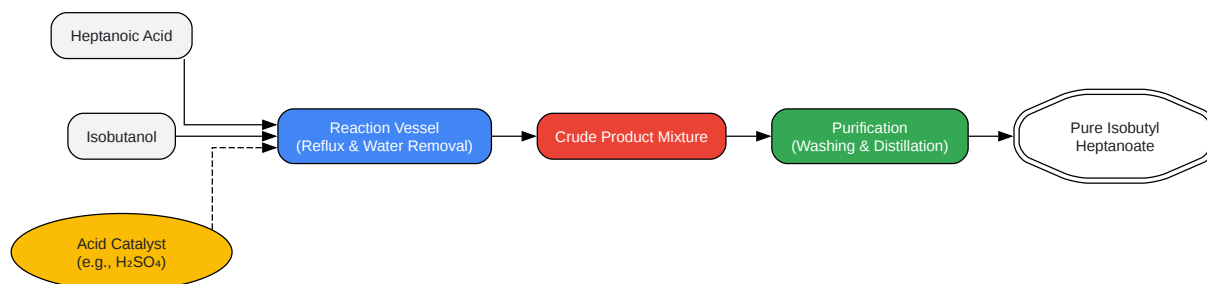 Heptanoic Acid
Isobutanol
Acid Catalyst
(e.g., H₂SO₄)
Reaction Vessel
(Reflux & Water Removal)
Crude Product Mixture
Purification
(Washing & Distillation)
Pure Isobutyl
Heptanoate